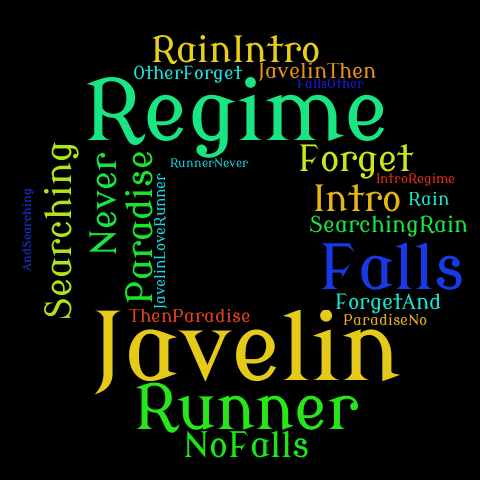 RainIntro
OtherForget
JavelinThen
FallsOther
Regime
RunnerNever
Forget
IntroRegime
Searching
Never
Paradise
JavelinLoveRunner
AndSearching
Intro
Rain
SearchingRain
Falls
ForgetAnd
ThenParadise
ParadiseNo
Javelin
Runner
NoFalls